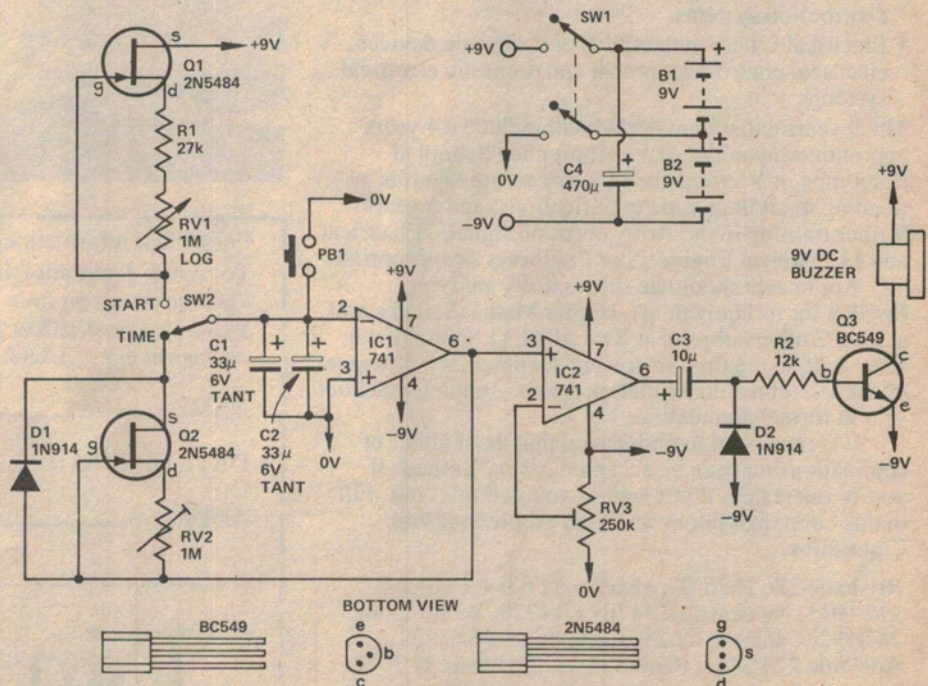 s
+9V
Q1
2N5484
g
d
R1
27k
RV1
1M
LOG
START
SW2
TIME
s
Q2
2N5484
g
d
D1
1N914
RV2
1M
0V
PB1
+
+
C1
33µ
6V
TANT
C2
33µ
6V
TANT
0V
2
−
3
+
IC1
741
+9V
7
4
−9V
6
SW1
+9V
0V
−9V
+
C4
470µ
+
B1
9V
+
B2
9V
+9V
7
3
+
2
−
IC2
741
6
4
−9V
RV3
250k
0V
C3
10µ
+
R2
12k
D2
1N914
−9V
+9V
9V DC
BUZZER
Q3
BC549
b
c
e
−9V
BOTTOM VIEW
BC549
e
b
c
2N5484
g
s
d